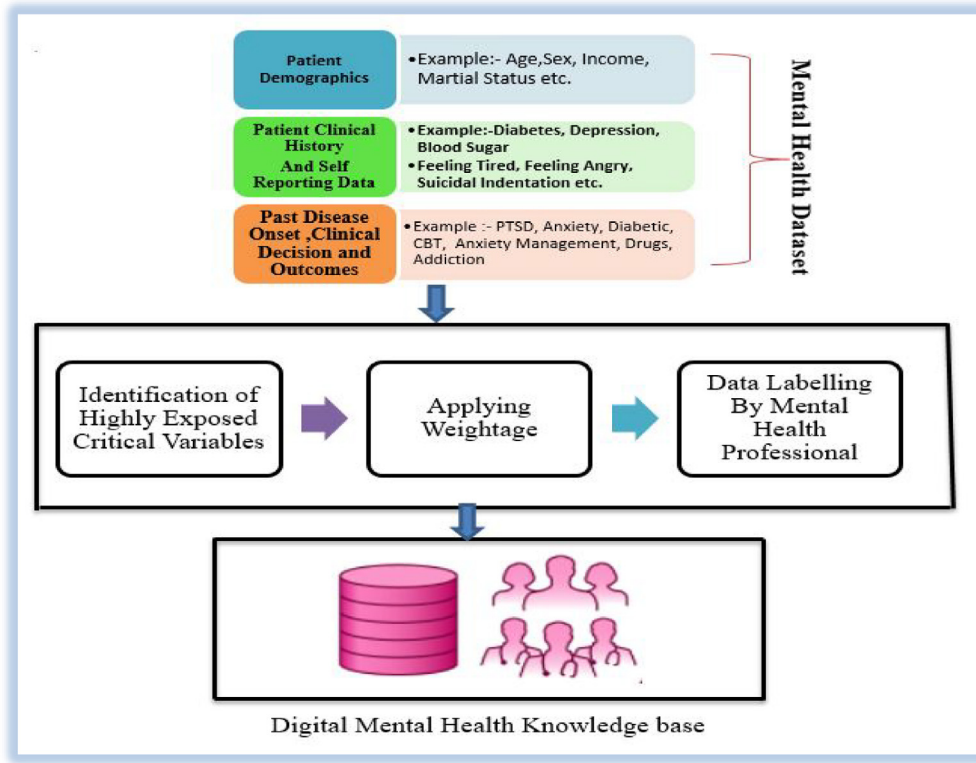 Patient
Demographics
•Example:- Age,Sex, Income,
Martial Status etc.
Patient Clinical
History
And Self
Reporting Data
•Example:-Diabetes, Depression,
Blood Sugar
•Feeling Tired, Feeling Angry,
Suicidal Indentation etc.
Past Disease
Onset ,Clinical
Decision and
Outcomes
•Example :- PTSD, Anxiety, Diabetic,
CBT, Anxiety Management, Drugs,
Addiction
Mental Health Dataset
Identification of
Highly Exposed
Critical Variables
Applying
Weightage
Data Labelling
By Mental
Health
Professional
Digital Mental Health Knowledge base